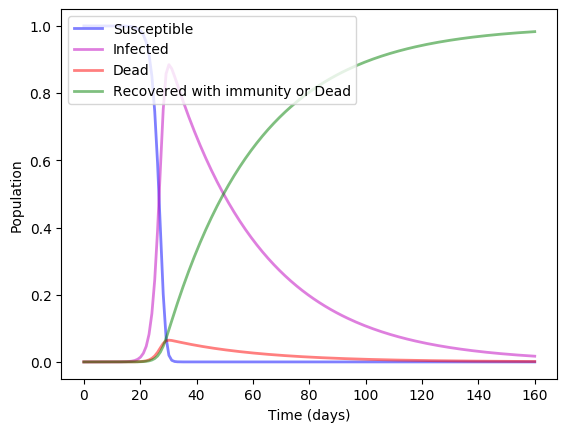 1.0
0.8
0.6
0.4
0.2
0.0
Population
Susceptible
Infected
Dead
Recovered with immunity or Dead
0 20 40 60 80 100 120 140 160
Time (days)